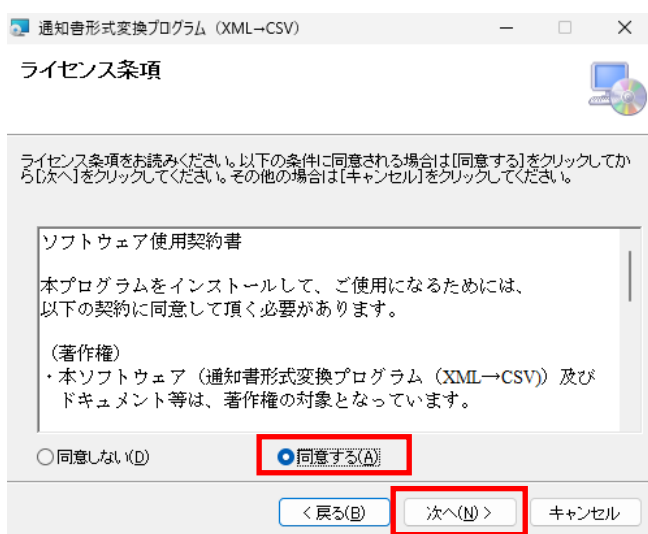 通知書形式変換プログラム（XML→CSV）
ライセンス条項
ライセンス条項をお読みください。以下の条件に同意される場合は[同意する]をクリックしてか
ら[次へ]をクリックしてください。その他の場合は[キャンセル]をクリックしてください。
ソフトウェア使用契約書
本プログラムをインストールして、ご使用になるためには、
以下の契約に同意して頂く必要があります。
（著作権）
・本ソフトウェア（通知書形式変換プログラム（XML→CSV)）及び
ドキュメント等は、著作権の対象となっています。
同意しない(D)
同意する(A)
< 戻る(B)
次へ(N) >
キャンセル